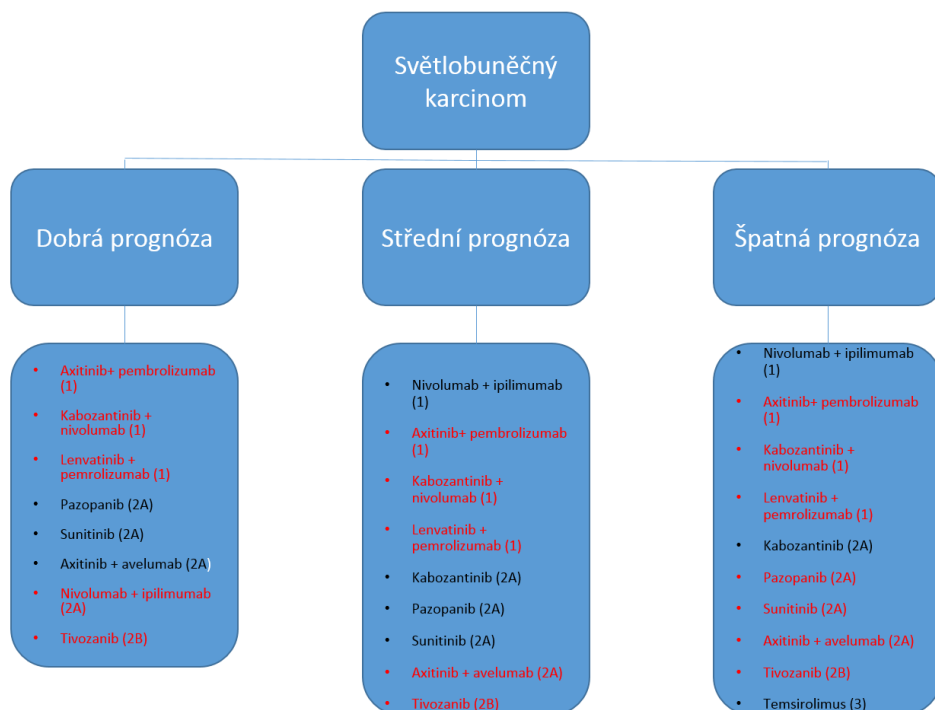 Světlobuněčný
karcinom
Dobrá prognóza
Střední prognóza
Špatná prognóza
• Axitinib+ pembrolizumab
(1)
• Kabozantinib +
nivolumab (1)
• Lenvatinib +
pemrolizumab (1)
• Pazopanib (2A)
• Sunitinib (2A)
• Axitinib + avelumab (2A)
• Nivolumab + ipilimumab
(2A)
• Tivozanib (2B)
• Nivolumab + ipilimumab
(1)
• Axitinib+ pembrolizumab
(1)
• Kabozantinib +
nivolumab (1)
• Lenvatinib +
pemrolizumab (1)
• Kabozantinib (2A)
• Pazopanib (2A)
• Sunitinib (2A)
• Axitinib + avelumab (2A)
• Tivozanib (2B)
• Nivolumab + ipilimumab
(1)
• Axitinib+ pembrolizumab
(1)
• Kabozantinib +
nivolumab (1)
• Lenvatinib +
pemrolizumab (1)
• Kabozantinib (2A)
• Pazopanib (2A)
• Sunitinib (2A)
• Axitinib + avelumab (2A)
• Tivozanib (2B)
• Temsirolimus (3)